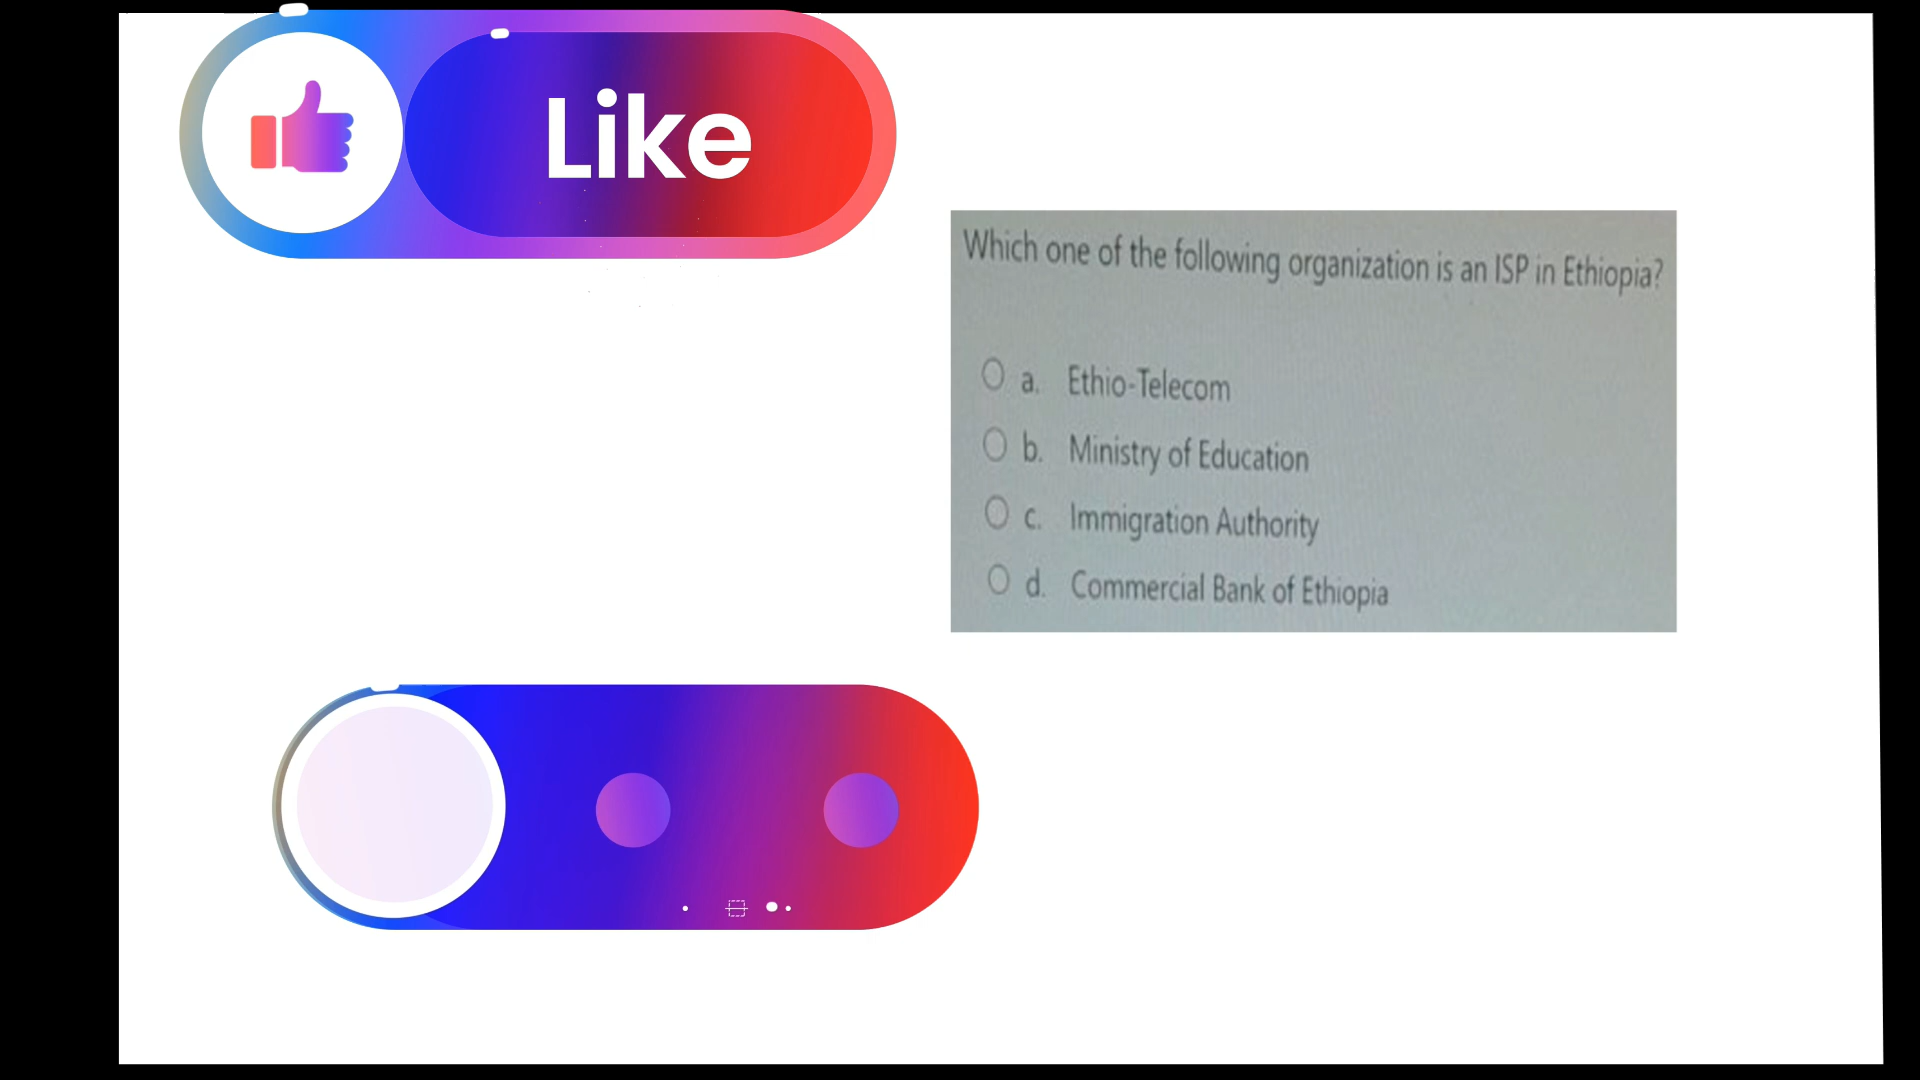 Like
Which one of the following organization is an ISP in Ethiopia?
a. Ethio-Telecom
b. Ministry of Education
c. Immigration Authority
d. Commercial Bank of Ethiopia